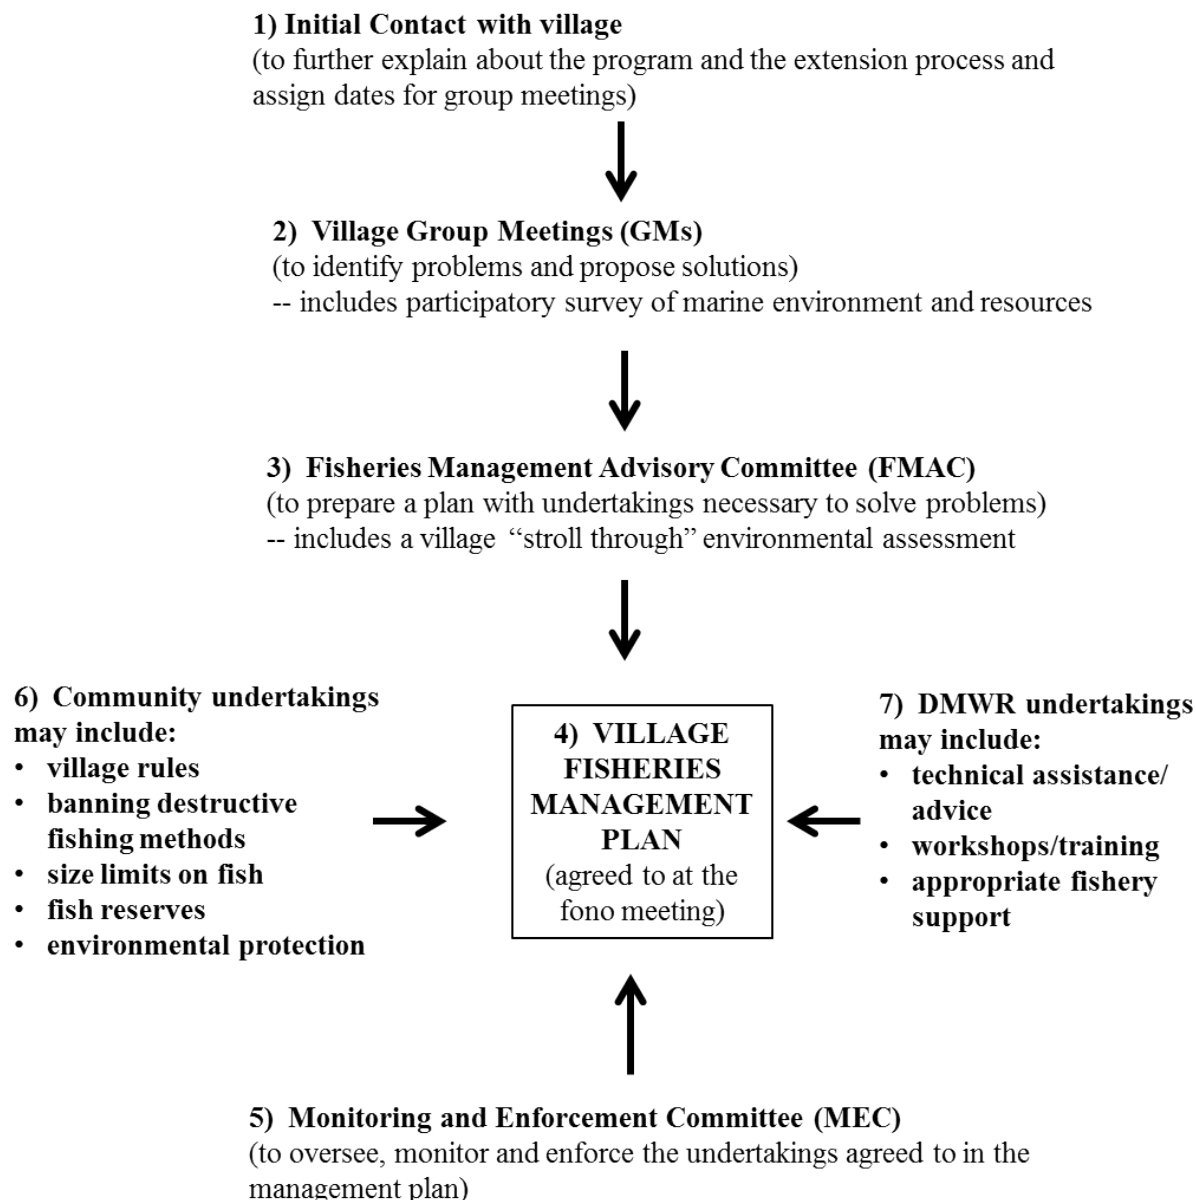 1) Initial Contact with village
(to further explain about the program and the extension process and
assign dates for group meetings)
2) Village Group Meetings (GMs)
(to identify problems and propose solutions)
-- includes participatory survey of marine environment and resources
3) Fisheries Management Advisory Committee (FMAC)
(to prepare a plan with undertakings necessary to solve problems)
-- includes a village “stroll through” environmental assessment
6) Community undertakings
may include:
• village rules
• banning destructive
fishing methods
• size limits on fish
• fish reserves
• environmental protection
4) VILLAGE
FISHERIES
MANAGEMENT
PLAN
(agreed to at the
fono meeting)
7) DMWR undertakings
may include:
• technical assistance/
advice
• workshops/training
• appropriate fishery
support
5) Monitoring and Enforcement Committee (MEC)
(to oversee, monitor and enforce the undertakings agreed to in the
management plan)